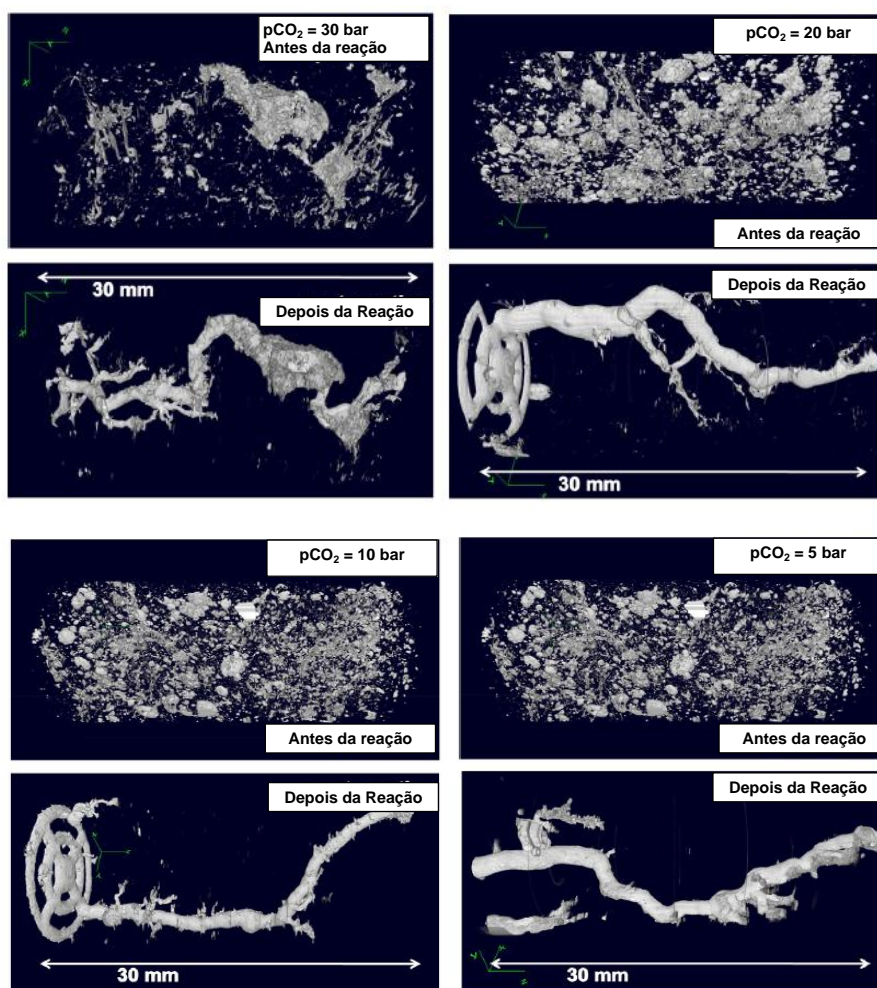 pCO₂ = 30 bar
Antes da reação
pCO₂ = 20 bar
Antes da reação
30 mm
Depois da Reação
Depois da Reação
30 mm
pCO₂ = 10 bar
Antes da reação
pCO₂ = 5 bar
Antes da reação
Depois da Reação
30 mm
Depois da Reação
30 mm